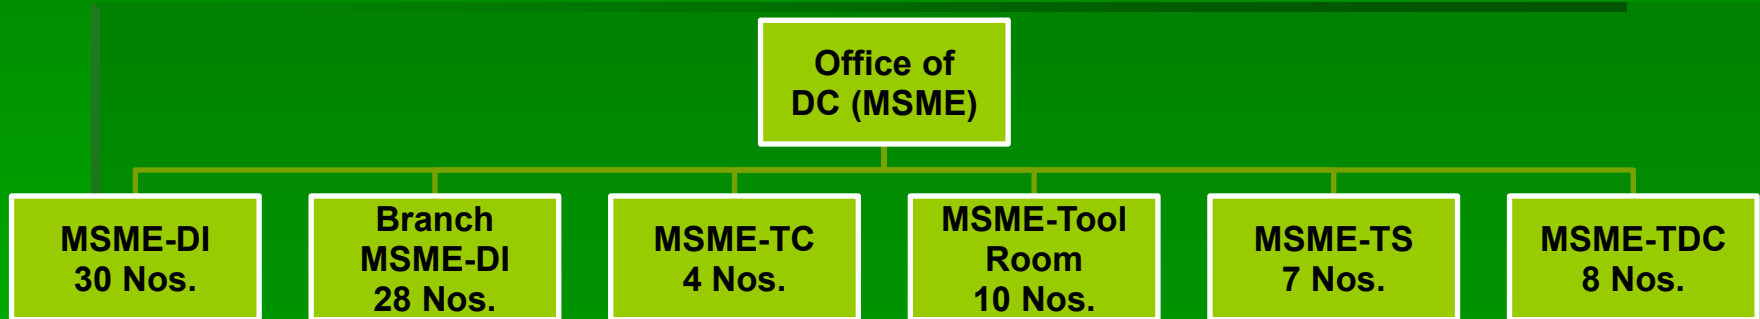 Office of
DC (MSME)
MSME-DI
30 Nos.
Branch
MSME-DI
28 Nos.
MSME-TC
4 Nos.
MSME-Tool
Room
10 Nos.
MSME-TS
7 Nos.
MSME-TDC
8 Nos.